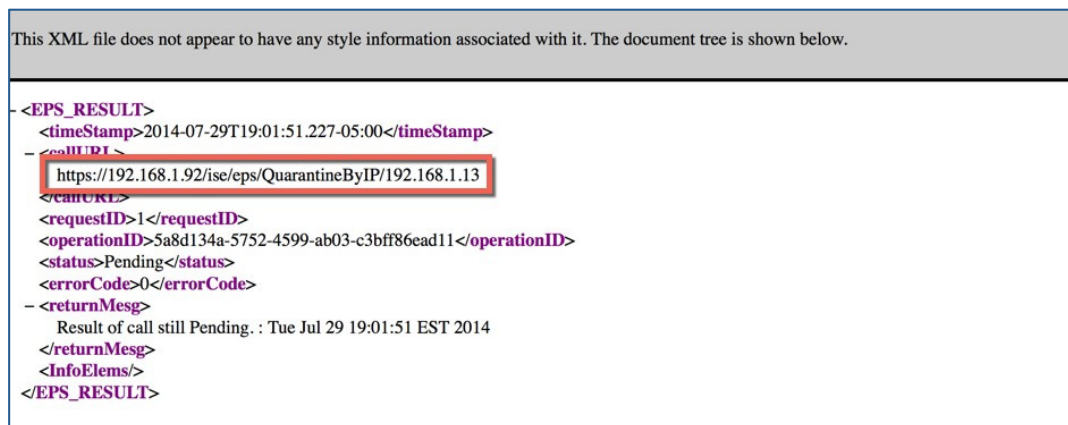 This XML file does not appear to have any style information associated with it. The document tree is shown below.
– <EPS_RESULT>
<timeStamp>2014-07-29T19:01:51.227-05:00</timeStamp>
– <callURL>
https://192.168.1.92/ise/eps/QuarantineByIP/192.168.1.13
</callURL>
<requestID>1</requestID>
<operationID>5a8d134a-5752-4599-ab03-c3bff86ead11</operationID>
<status>Pending</status>
<errorCode>0</errorCode>
– <returnMesg>
Result of call still Pending. : Tue Jul 29 19:01:51 EST 2014
</returnMesg>
<InfoElems/>
</EPS_RESULT>